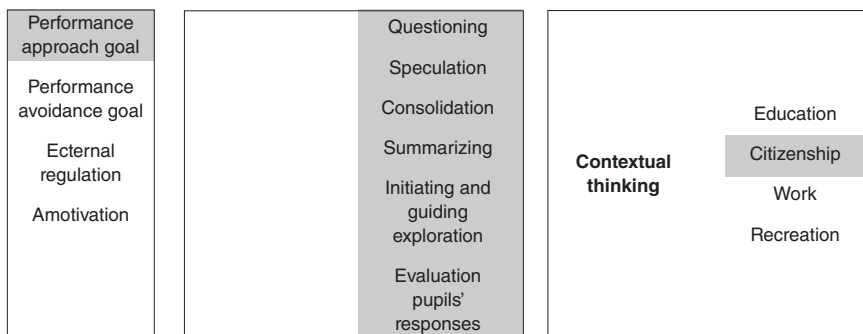 Performance
approach goal
Performance
avoidance goal
Ecternal
regulation
Amotivation
Questioning
Speculation
Consolidation
Summarizing
Initiating and
guiding
exploration
Evaluation
pupils'
responses
Contextual
thinking
Education
Citizenship
Work
Recreation